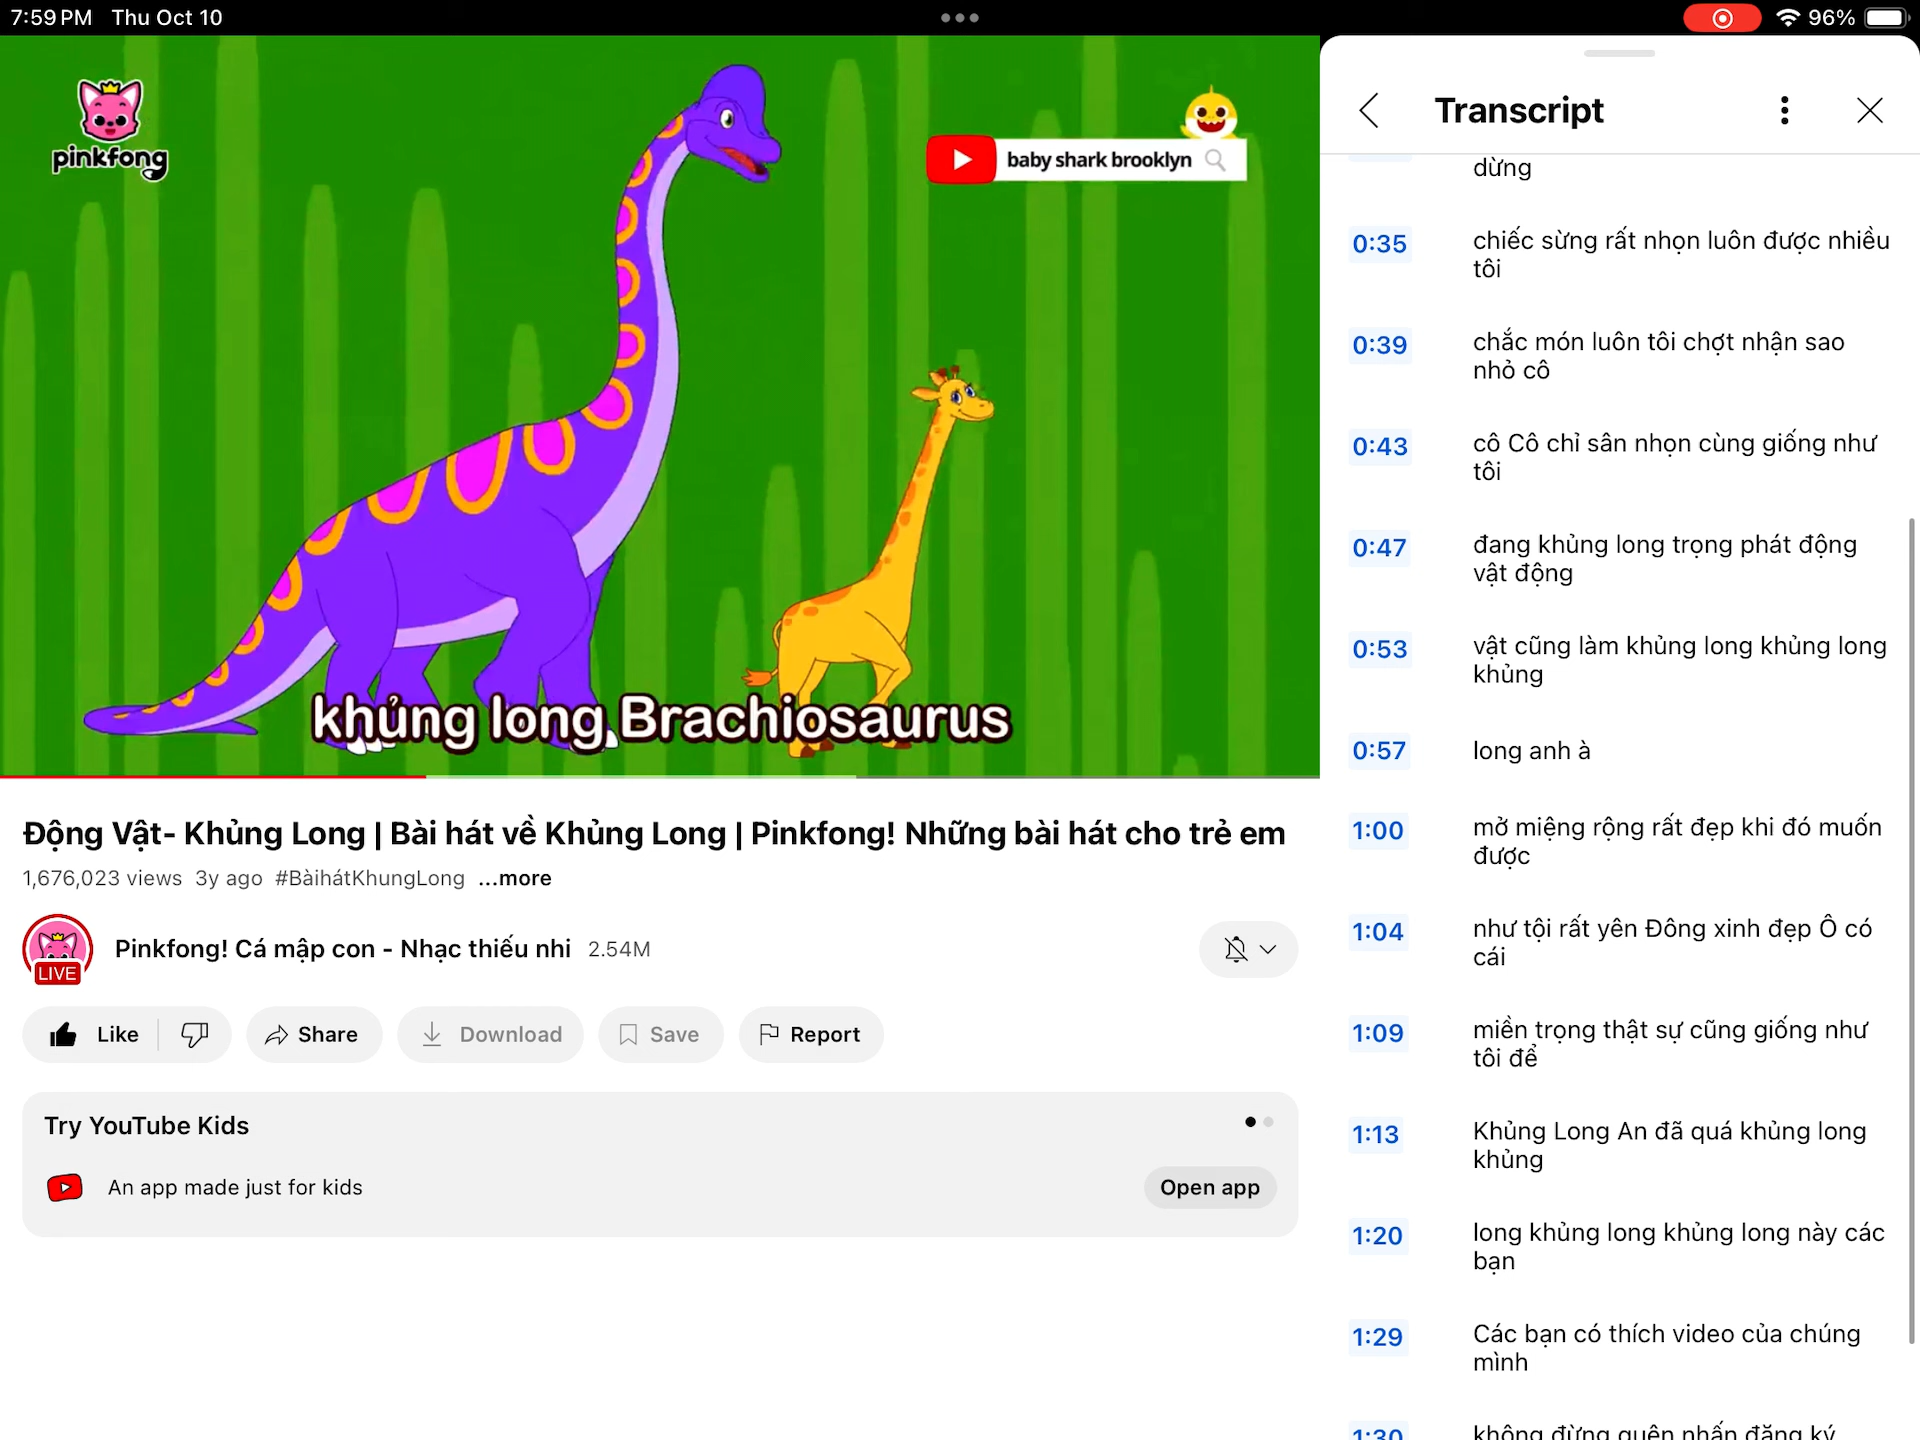 7:59 PM Thu Oct 10
96%
pinkfong
baby shark brooklyn
khủng long Brachiosaurus
Động Vật- Khủng Long | Bài hát về Khủng Long | Pinkfong! Những bài hát cho trẻ em
1,676,023 views 3y ago #BàihátKhungLong ...more
LIVE
Pinkfong! Cá mập con - Nhạc thiếu nhi 2.54M
Like
Share
Download
Save
Report
Try YouTube Kids
An app made just for kids
Open app
Transcript
dừng
0:35
chiếc sừng rất nhọn luôn được nhiều
tôi
0:39
chắc món luôn tôi chợt nhận sao
nhỏ cô
0:43
cô Cô chỉ sân nhọn cùng giống như
tôi
0:47
đang khủng long trọng phát động
vật động
0:53
vật cũng làm khủng long khủng long
khủng
0:57
long anh à
1:00
mở miệng rộng rất đẹp khi đó muốn
được
1:04
như tội rất yên Đông xinh đẹp Ô có
cái
1:09
miền trọng thật sự cũng giống như
tôi để
1:13
Khủng Long An đã quá khủng long
khủng
1:20
long khủng long khủng long này các
bạn
1:29
Các bạn có thích video của chúng
mình
1:30
không đừng quên nhấn đăng ký